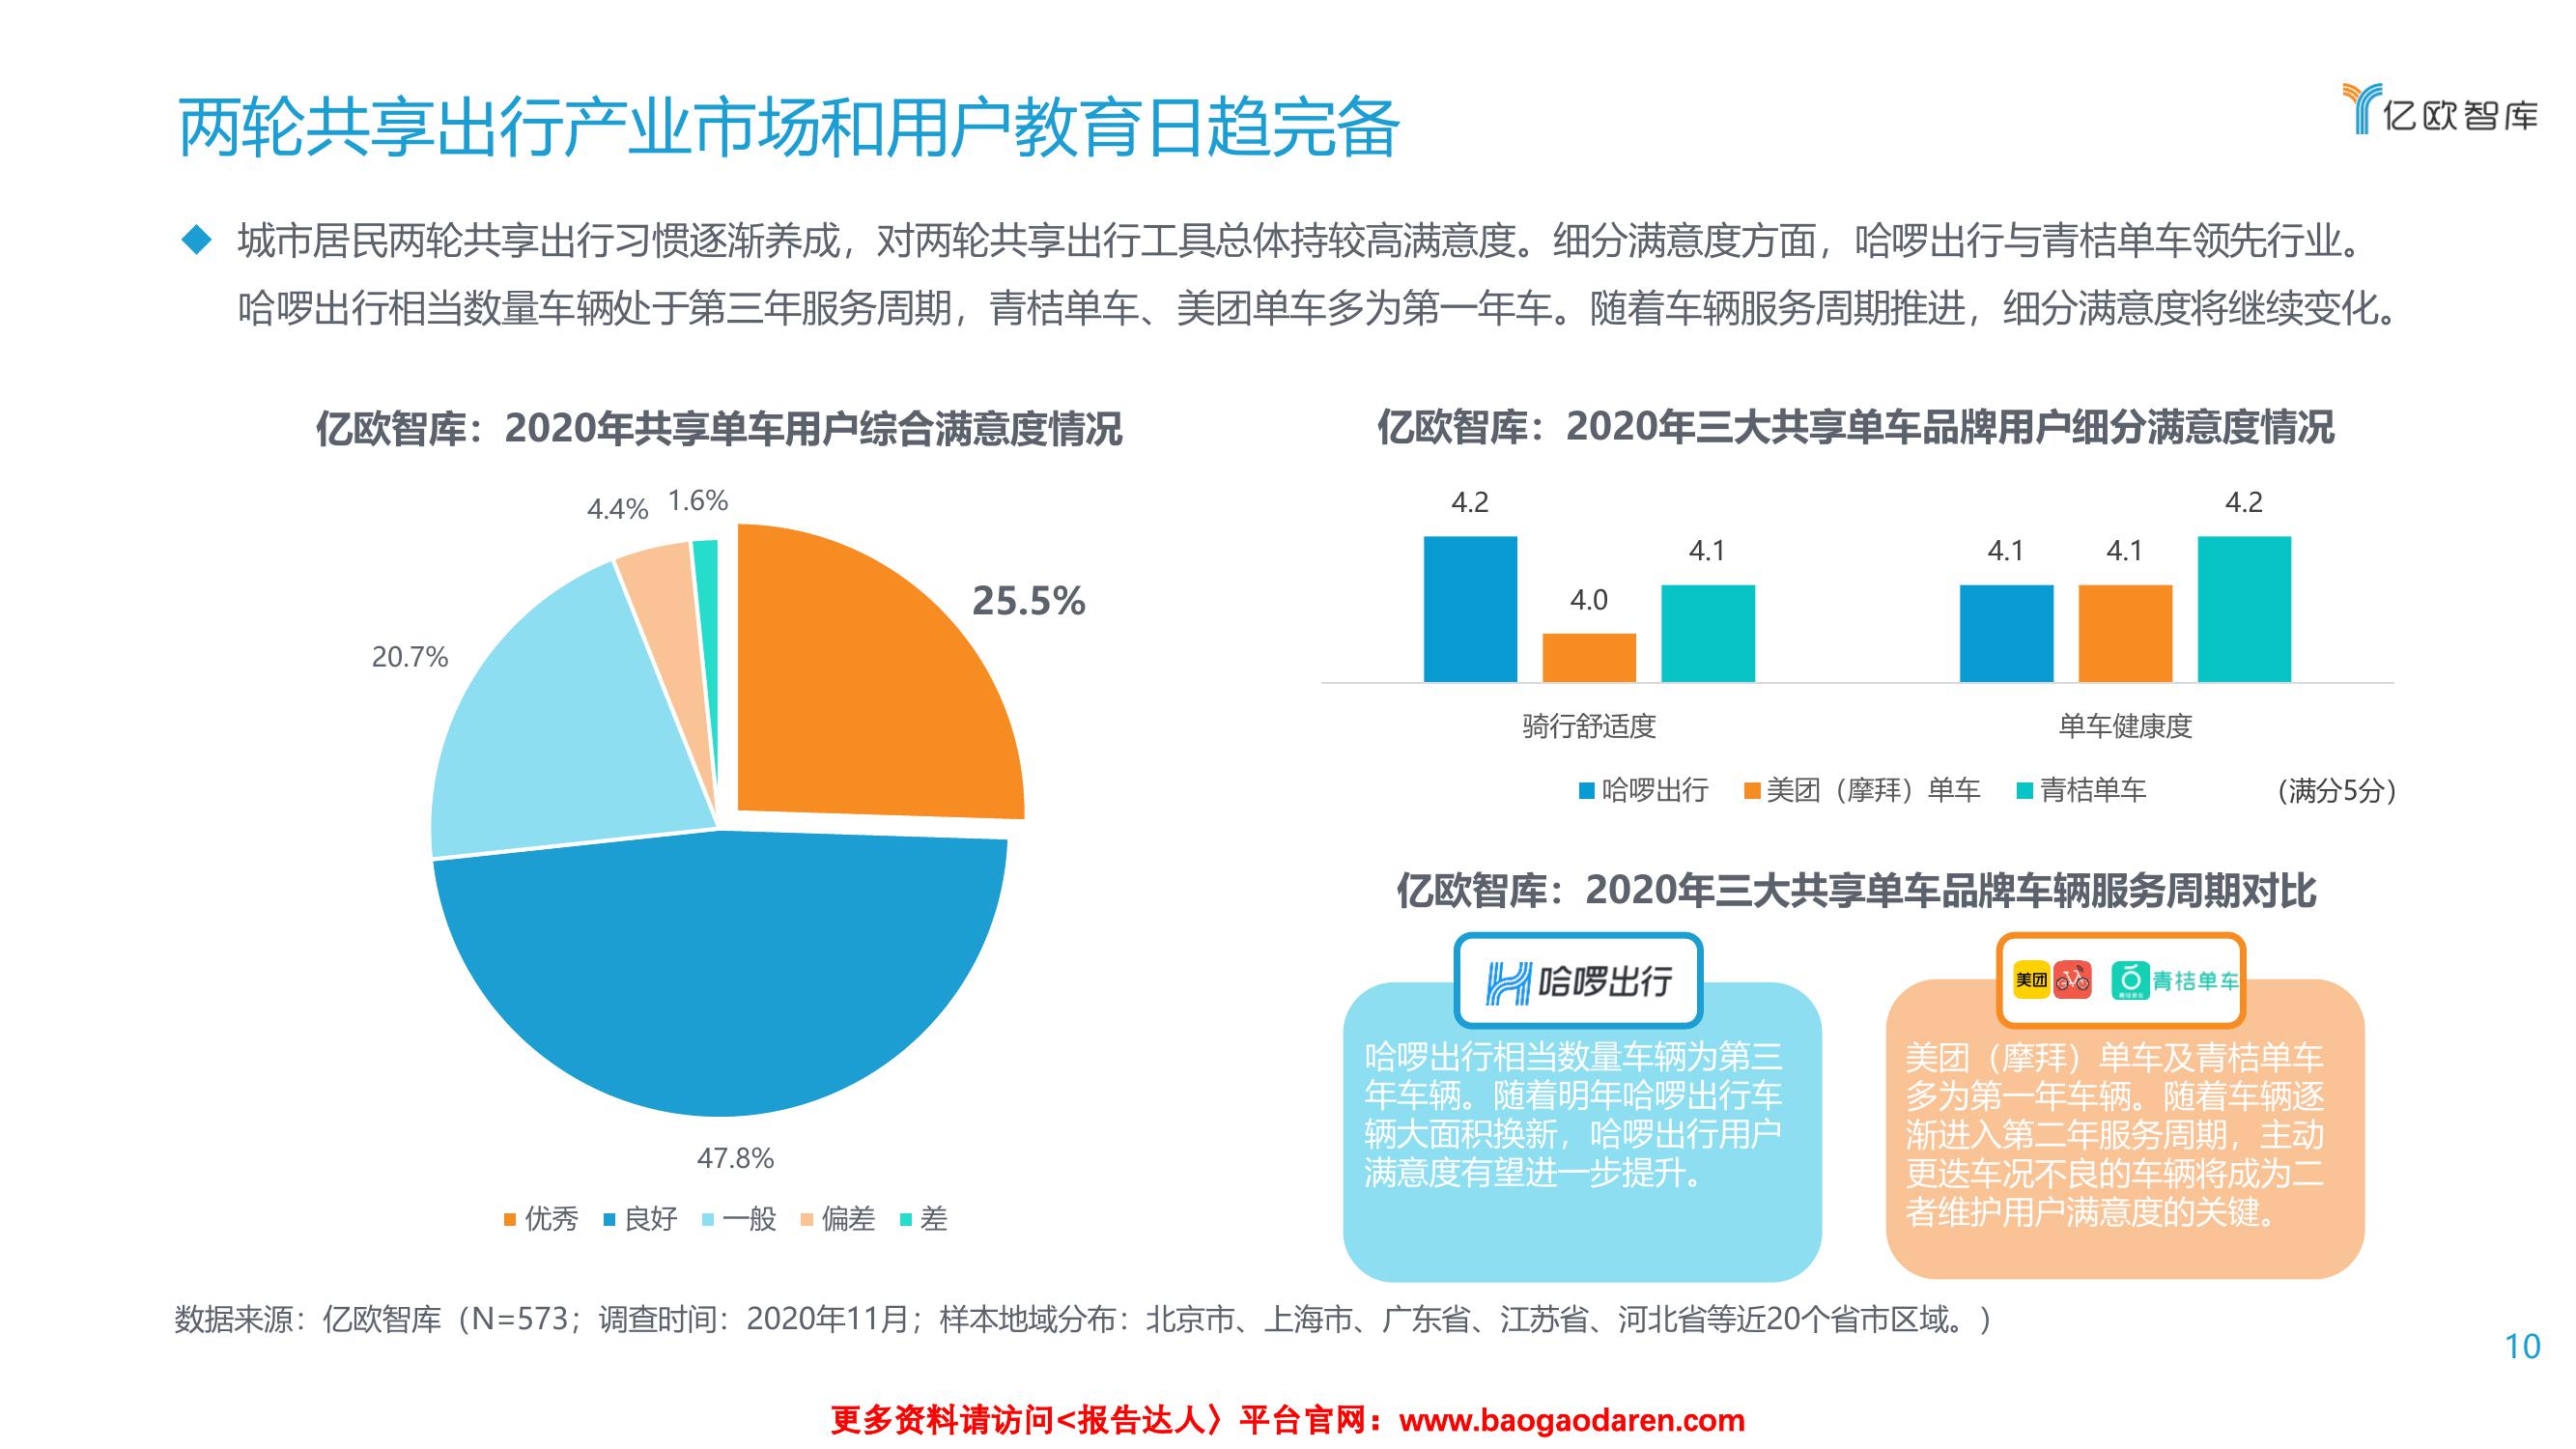 两轮共享出行产业市场和用户教育日趋完备
亿欧智库
城市居民两轮共享出行习惯逐渐养成，对两轮共享出行工具总体持较高满意度。细分满意度方面，哈啰出行与青桔单车领先行业。
哈啰出行相当数量车辆处于第三年服务周期，青桔单车、美团单车多为第一年车。随着车辆服务周期推进，细分满意度将继续变化。
亿欧智库：2020年共享单车用户综合满意度情况
4.4% 1.6%
25.5%
20.7%
47.8%
优秀 良好 一般 偏差 差
亿欧智库：2020年三大共享单车品牌用户细分满意度情况
4.2 4.0 4.1 4.1 4.1 4.2
骑行舒适度 单车健康度
哈啰出行 美团（摩拜）单车 青桔单车 （满分5分）
亿欧智库：2020年三大共享单车品牌车辆服务周期对比
哈啰出行
哈啰出行相当数量车辆为第三
年车辆。随着明年哈啰出行车
辆大面积换新，哈啰出行用户
满意度有望进一步提升。
美团 青桔单车
美团（摩拜）单车及青桔单车
多为第一年车辆。随着车辆逐
渐进入第二年服务周期，主动
更迭车况不良的车辆将成为二
者维护用户满意度的关键。
数据来源：亿欧智库（N=573；调查时间：2020年11月；样本地域分布：北京市、上海市、广东省、江苏省、河北省等近20个省市区域。）
10
更多资料请访问<报告达人〉平台官网：www.baogaodaren.com